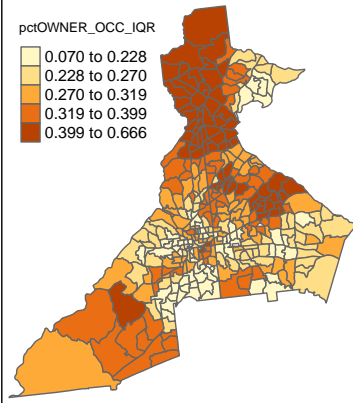 pctOWNER_OCC_IQR
0.070 to 0.228
0.228 to 0.270
0.270 to 0.319
0.319 to 0.399
0.399 to 0.666